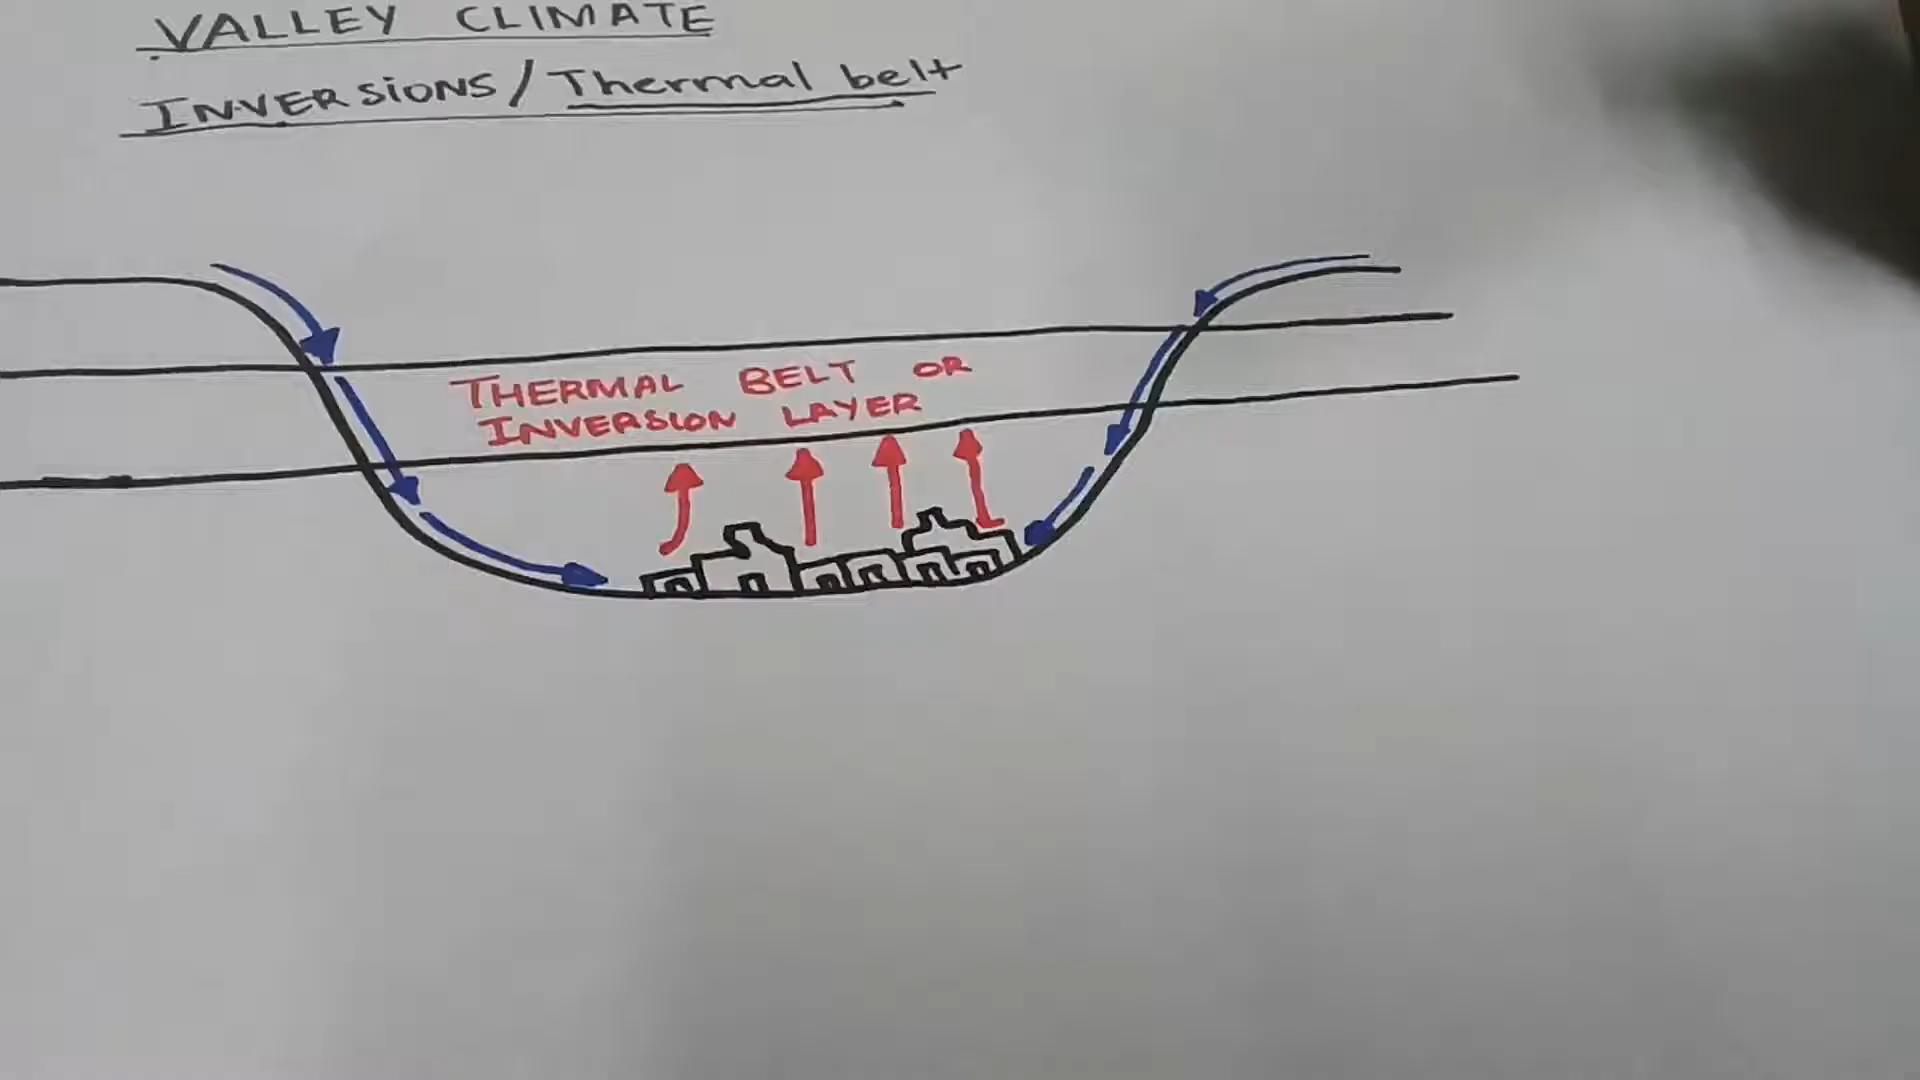 VALLEY CLIMATE
INVERSIONS/Thermal belt
THERMAL BELT OR
INVERSION LAYER